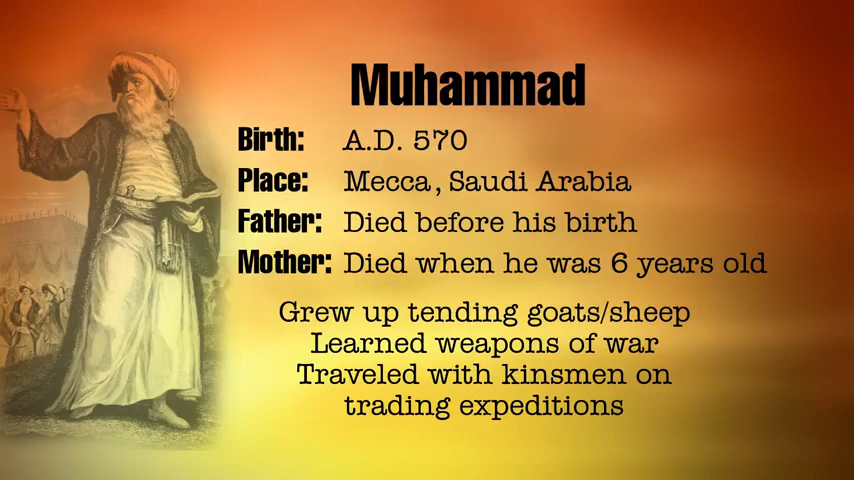 Muhammad
Birth: A.D. 570
Place: Mecca, Saudi Arabia
Father: Died before his birth
Mother: Died when he was 6 years old
Grew up tending goats/sheep
Learned weapons of war
Traveled with kinsmen on
trading expeditions